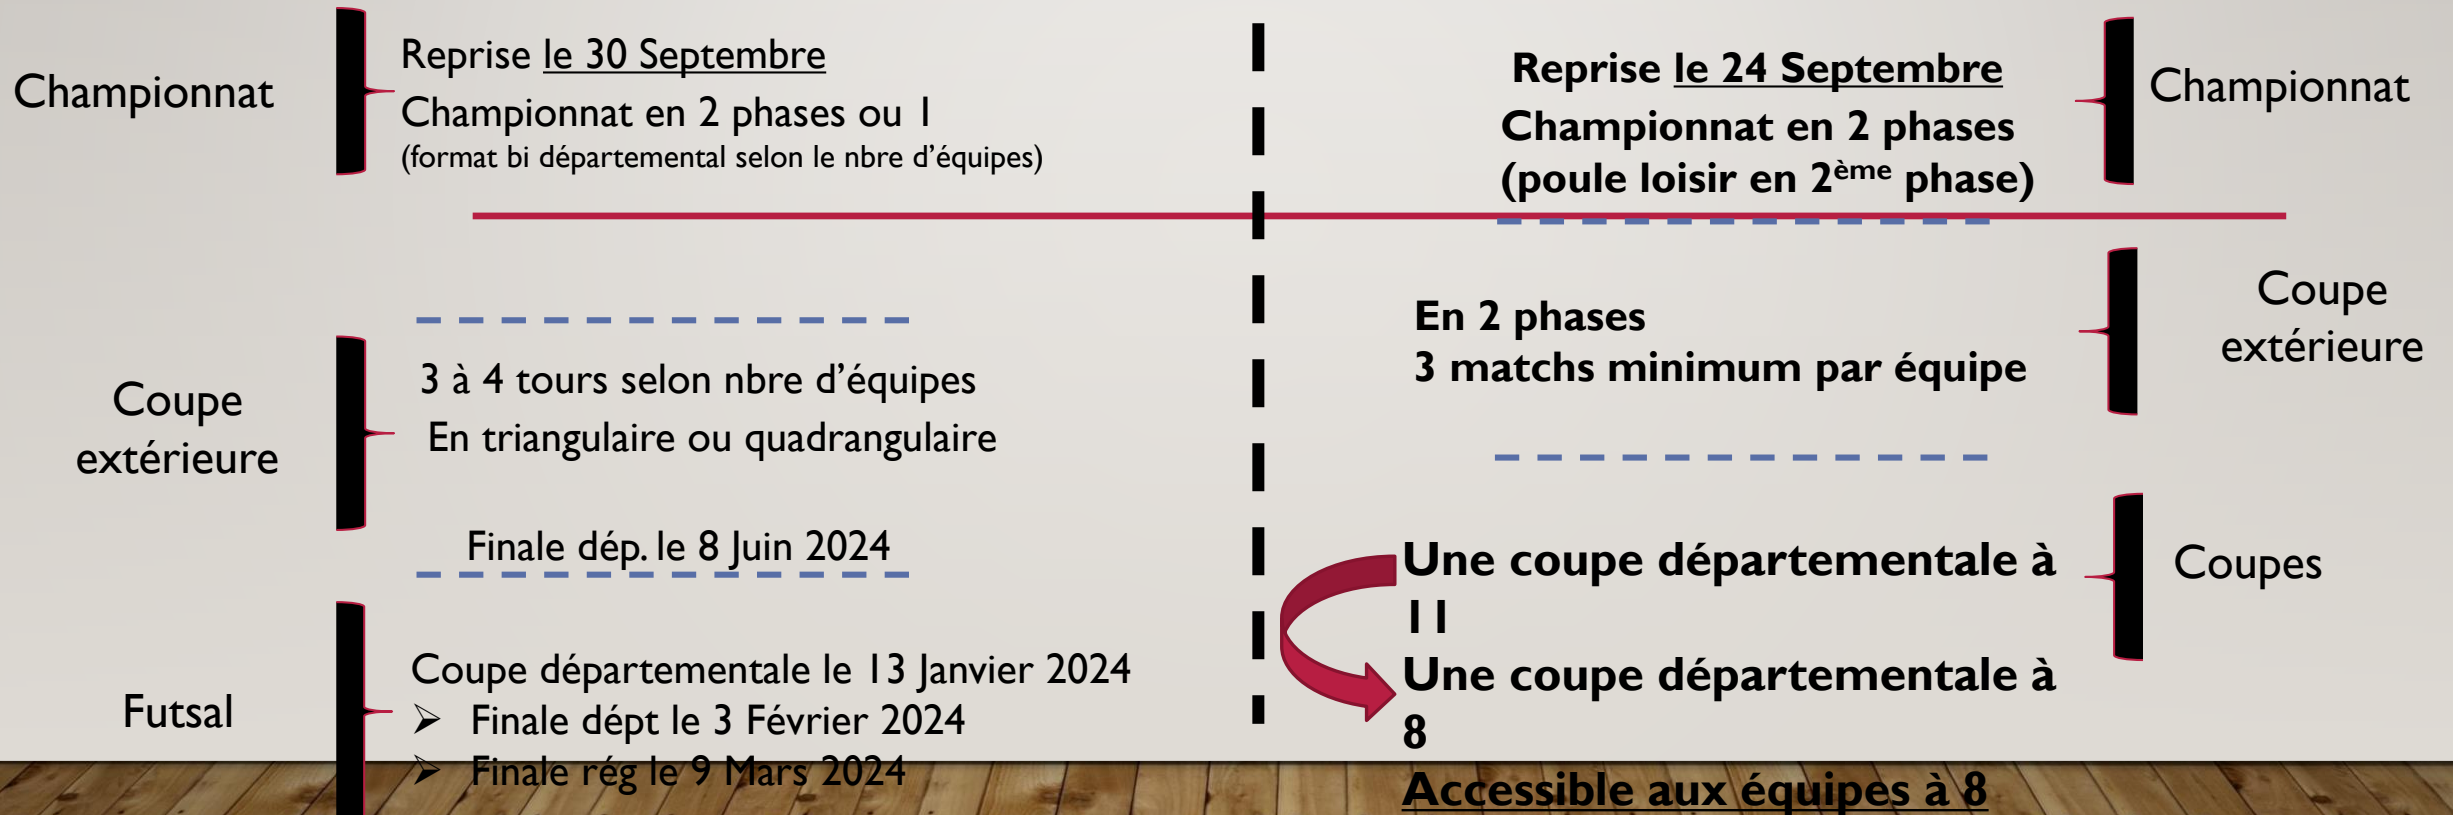 Championnat
Reprise le 30 Septembre
Championnat en 2 phases ou 1
(format bi départemental selon le nbre d’équipes)
Coupe
extérieure
3 à 4 tours selon nbre d’équipes
En triangulaire ou quadrangulaire
Finale dép. le 8 Juin 2024
Futsal
Coupe départementale le 13 Janvier 2024
➢ Finale dépt le 3 Février 2024
➢ Finale rég le 9 Mars 2024
Reprise le 24 Septembre
Championnat en 2 phases
(poule loisir en 2ème phase)
Championnat
En 2 phases
3 matchs minimum par équipe
Coupe
extérieure
Une coupe départementale à
11
Une coupe départementale à
8
Accessible aux équipes à 8
Coupes